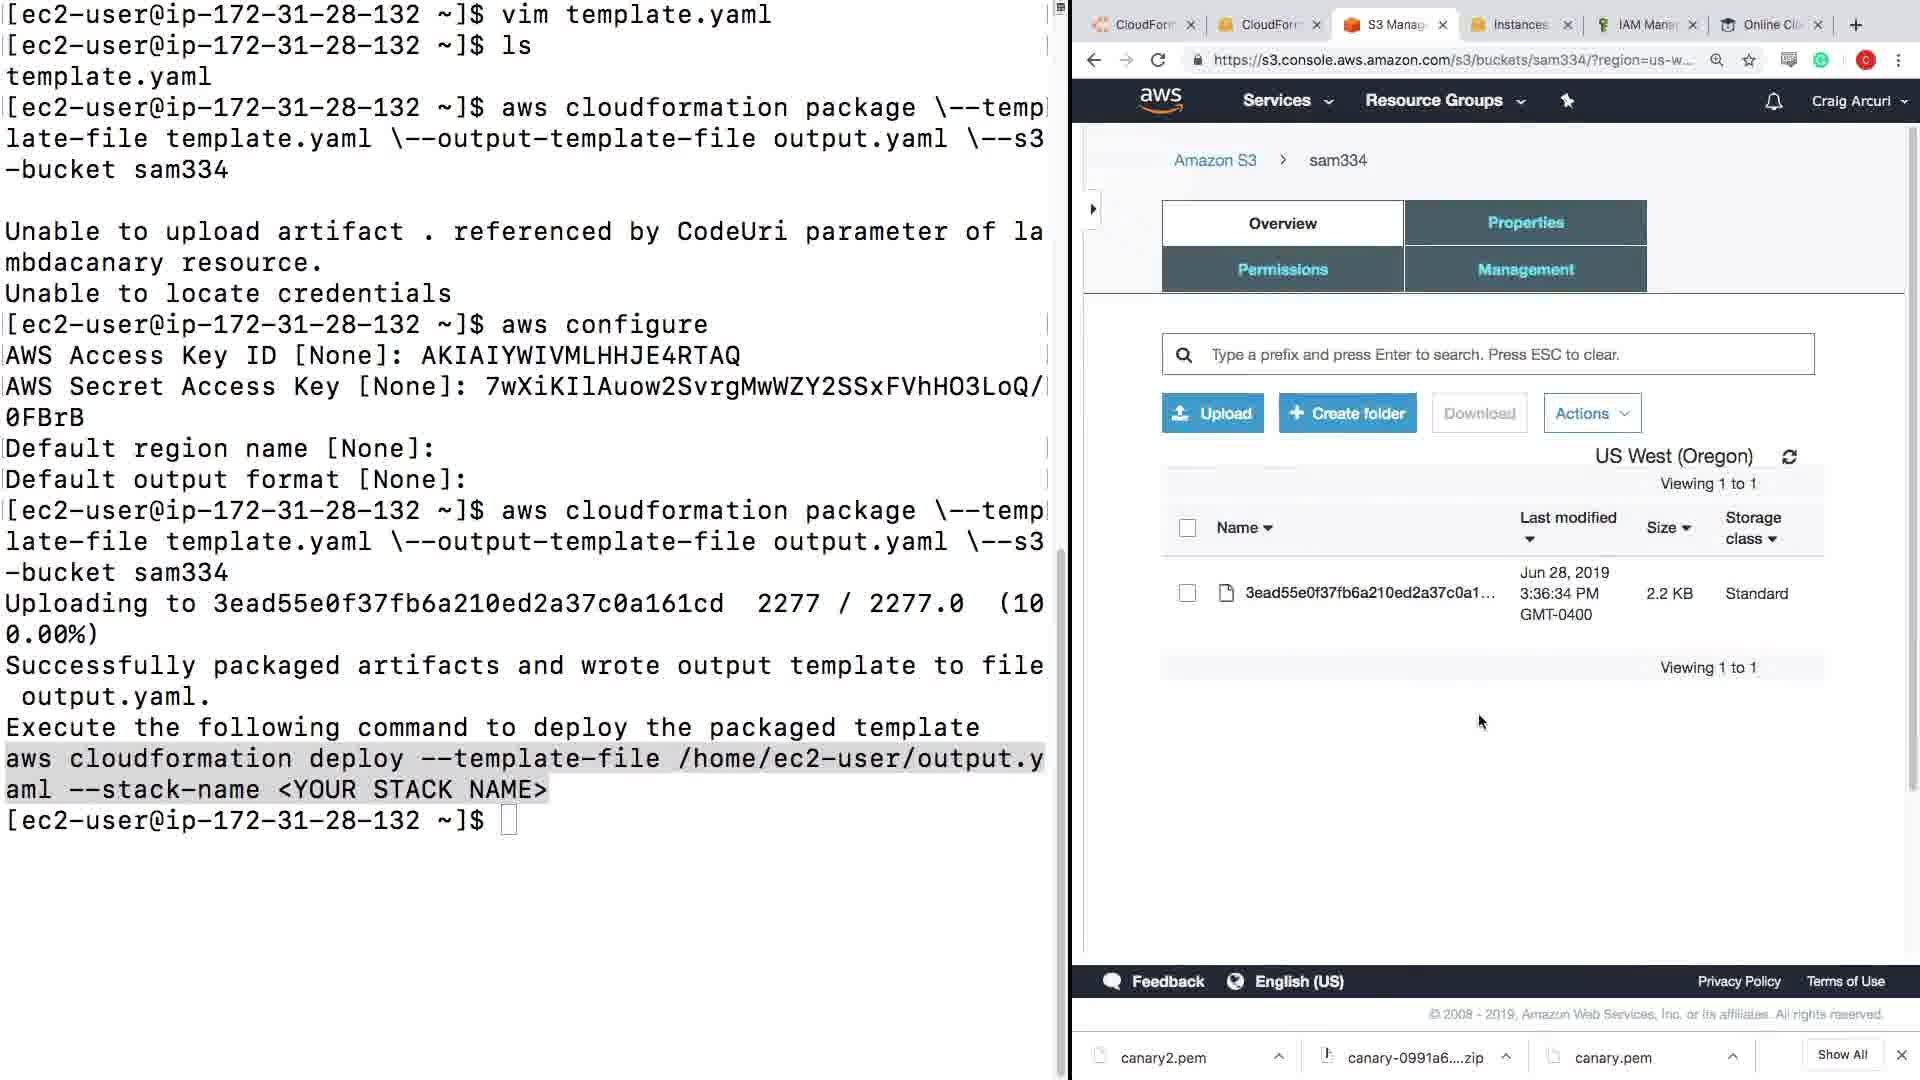 [ec2-user@ip-172-31-28-132 ~]$ vim template.yaml
[ec2-user@ip-172-31-28-132 ~]$ ls
template.yaml
[ec2-user@ip-172-31-28-132 ~]$ aws cloudformation package \--temp
late-file template.yaml \--output-template-file output.yaml \--s3
-bucket sam334
Unable to upload artifact . referenced by CodeUri parameter of la
mbdacanary resource.
Unable to locate credentials
[ec2-user@ip-172-31-28-132 ~]$ aws configure
AWS Access Key ID [None]: AKIAIYWIVMLHHJE4RTAQ
AWS Secret Access Key [None]: 7wXiKIlAuow2SvrgMwWZY2SSxFVhHO3LoQ/
0FBrB
Default region name [None]:
Default output format [None]:
[ec2-user@ip-172-31-28-132 ~]$ aws cloudformation package \--temp
late-file template.yaml \--output-template-file output.yaml \--s3
-bucket sam334
Uploading to 3ead55e0f37fb6a210ed2a37c0a161cd  2277 / 2277.0  (10
0.00%)
Successfully packaged artifacts and wrote output template to file
output.yaml.
Execute the following command to deploy the packaged template
aws cloudformation deploy --template-file /home/ec2-user/output.y
aml --stack-name <YOUR STACK NAME>
[ec2-user@ip-172-31-28-132 ~]$
CloudForm CloudForm S3 Manag Instances IAM Mana Online Cl
https://s3.console.aws.amazon.com/s3/buckets/sam334/?region=us-w...
C
aws Services Resource Groups Craig Arcuri
Amazon S3 > sam334
Overview Properties
Permissions Management
Type a prefix and press Enter to search. Press ESC to clear.
Upload + Create folder Download Actions
US West (Oregon)
Viewing 1 to 1
Name Last modified Size Storage class
3ead55e0f37fb6a210ed2a37c0a1... Jun 28, 2019 3:36:34 PM GMT-0400 2.2 KB Standard
Viewing 1 to 1
Feedback English (US) Privacy Policy Terms of Use
© 2008 - 2019, Amazon Web Services, Inc. or its affiliates. All rights reserved.
canary2.pem canary-0991a6....zip canary.pem Show All